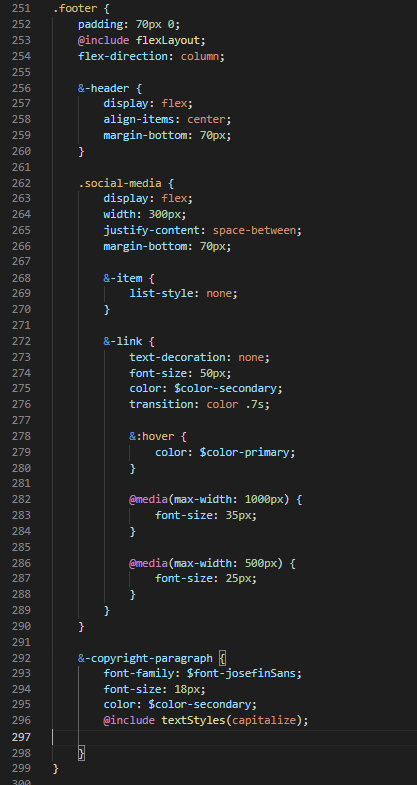 251 .footer {
252     padding: 70px 0;
253     @include flexLayout;
254     flex-direction: column;
255
256     &-header {
257         display: flex;
258         align-items: center;
259         margin-bottom: 70px;
260     }
261
262     .social-media {
263         display: flex;
264         width: 300px;
265         justify-content: space-between;
266         margin-bottom: 70px;
267
268         &-item {
269             list-style: none;
270         }
271
272         &-link {
273             text-decoration: none;
274             font-size: 50px;
275             color: $color-secondary;
276             transition: color .7s;
277
278             &:hover {
279                 color: $color-primary;
280             }
281
282             @media(max-width: 1000px) {
283                 font-size: 35px;
284             }
285
286             @media(max-width: 500px) {
287                 font-size: 25px;
288             }
289         }
290     }
291
292     &-copyright-paragraph {
293         font-family: $font-josefinSans;
294         font-size: 18px;
295         color: $color-secondary;
296         @include textStyles(capitalize);
297
298     }
299 }
300